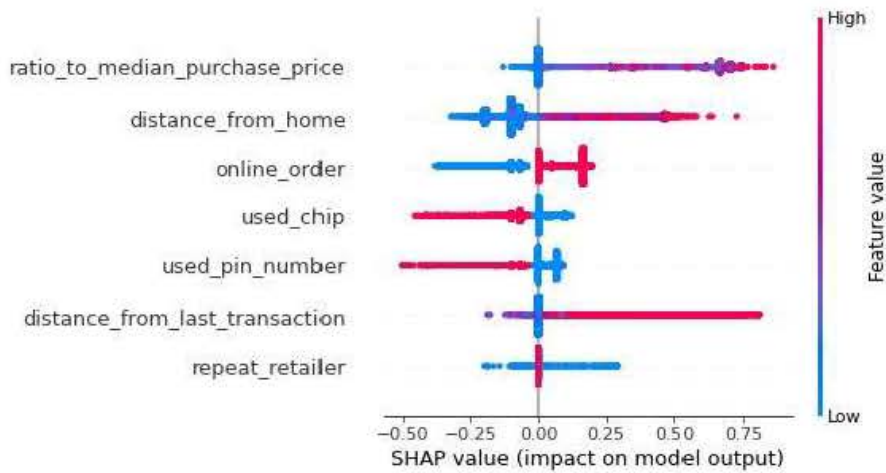 High
ratio_to_median_purchase_price
distance_from_home
online_order
used_chip
used_pin_number
distance_from_last_transaction
repeat_retailer
Feature value
Low
−0.50 −0.25 0.00 0.25 0.50 0.75
SHAP value (impact on model output)